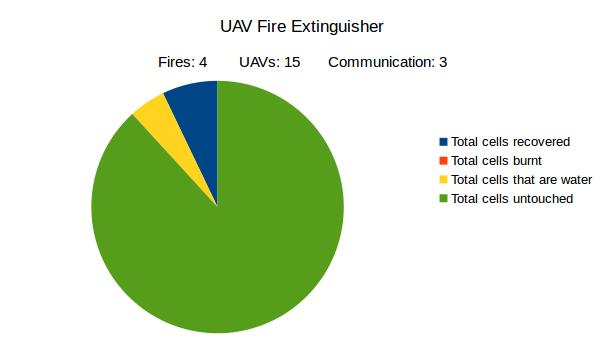 UAV Fire Extinguisher
Fires: 4 UAVs: 15 Communication: 3
Total cells recovered
Total cells burnt
Total cells that are water
Total cells untouched